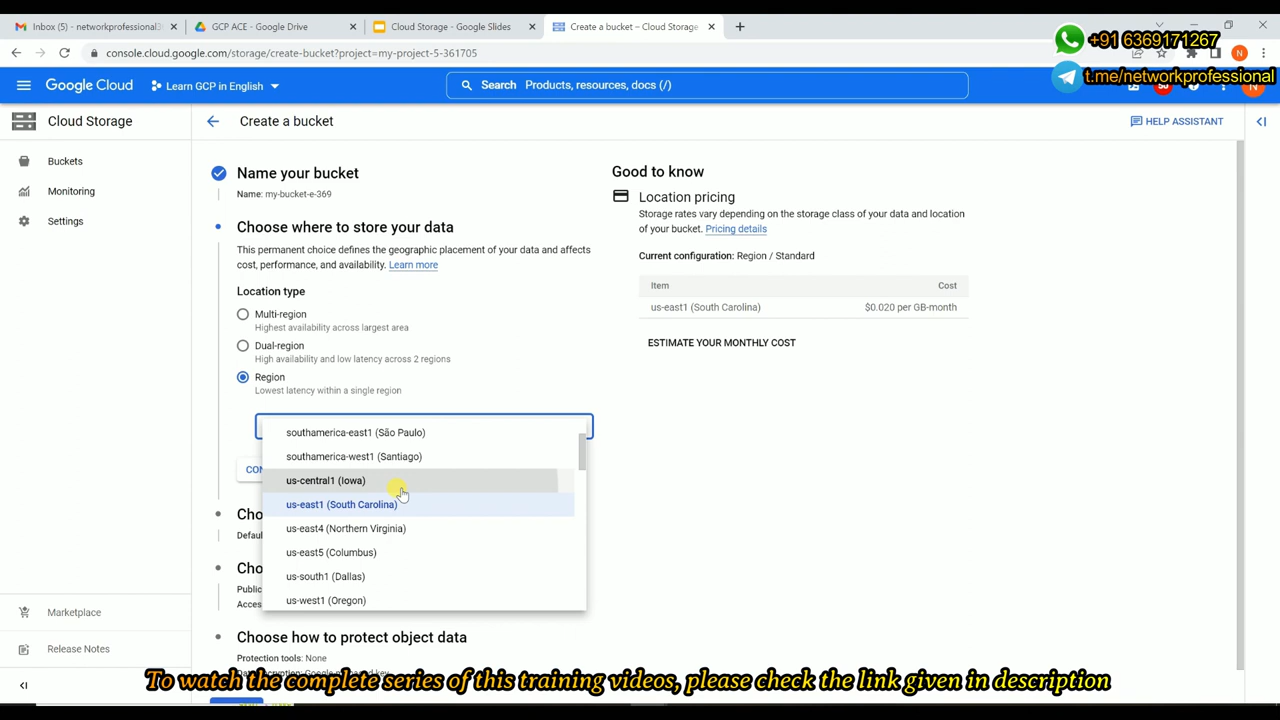 Inbox (5) - networkprofessional3
GCP ACE - Google Drive
Cloud Storage - Google Slides
Create a bucket – Cloud Storage
console.cloud.google.com/storage/create-bucket?project=my-project-5-361705
+91 6369171267
t.me/networkprofessional
Google Cloud
Learn GCP in English
Search Products, resources, docs (/)
Cloud Storage
Create a bucket
HELP ASSISTANT
Buckets
Monitoring
Settings
Marketplace
Release Notes
Name your bucket
Name: my-bucket-e-369
Choose where to store your data
This permanent choice defines the geographic placement of your data and affects
cost, performance, and availability. Learn more
Location type
Multi-region
Highest availability across largest area
Dual-region
High availability and low latency across 2 regions
Region
Lowest latency within a single region
southamerica-east1 (São Paulo)
southamerica-west1 (Santiago)
us-central1 (Iowa)
us-east1 (South Carolina)
us-east4 (Northern Virginia)
us-east5 (Columbus)
us-south1 (Dallas)
us-west1 (Oregon)
Choose how to protect object data
Protection tools: None
Good to know
Location pricing
Storage rates vary depending on the storage class of your data and location
of your bucket. Pricing details
Current configuration: Region / Standard
Item Cost
us-east1 (South Carolina) $0.020 per GB-month
ESTIMATE YOUR MONTHLY COST
To watch the complete series of this training videos, please check the link given in description